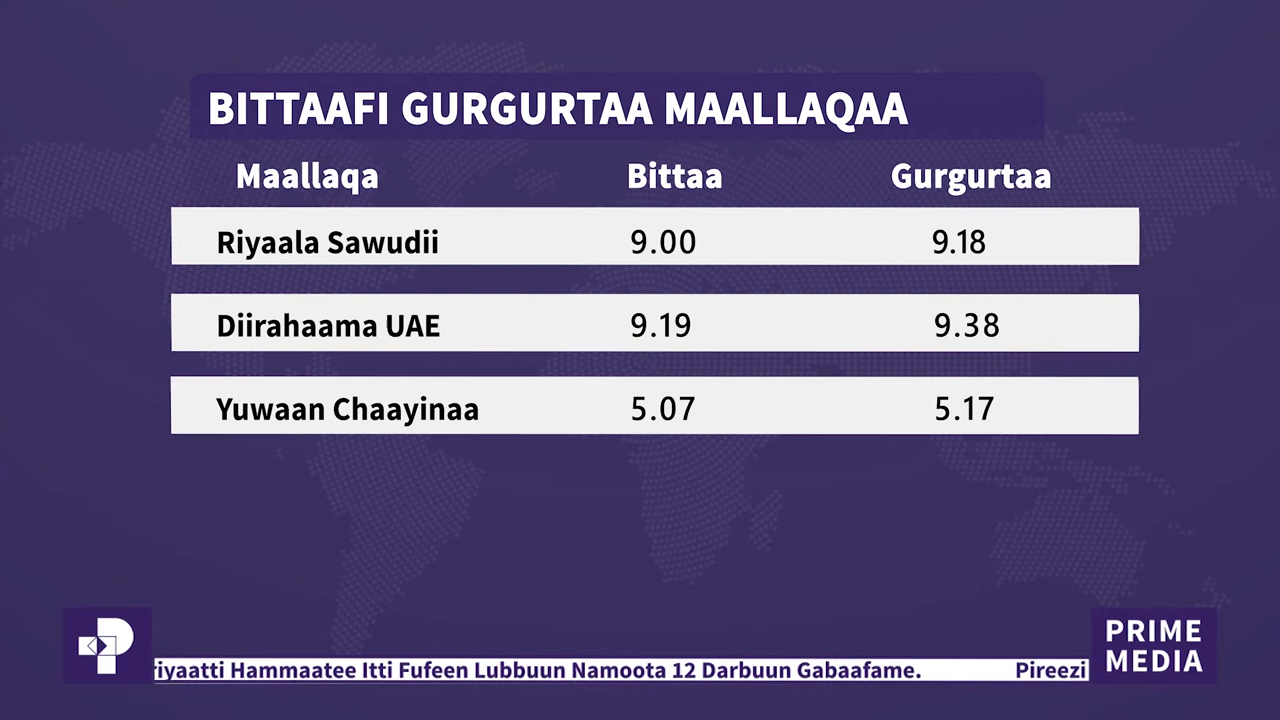 BITTAAFI GURGURTAA MAALLAQAA
Maallaqa Bittaa Gurgurtaa
Riyaala Sawudii 9.00 9.18
Diirahaama UAE 9.19 9.38
Yuwaan Chaayinaa 5.07 5.17
Hammaatee Itti Fufeen Lubbuun Namoota 12 Darbuun Gabaafame. Pireezi
PRIME
MEDIA